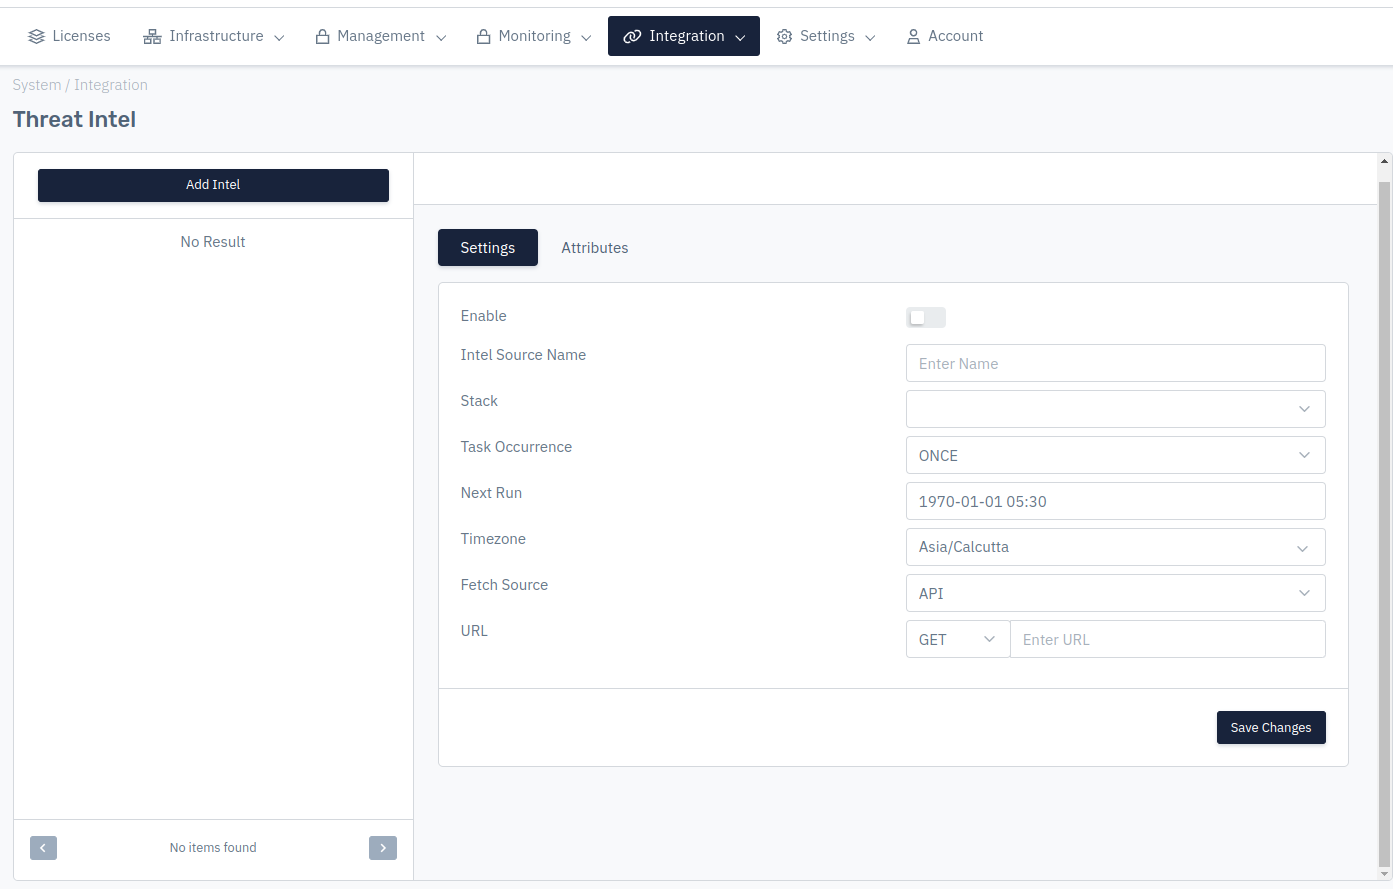 Licenses Infrastructure Management Monitoring Integration Settings Account
System / Integration
Threat Intel
Add Intel
No Result
No items found
Settings Attributes
Enable
Intel Source Name Enter Name
Stack
Task Occurrence ONCE
Next Run 1970-01-01 05:30
Timezone Asia/Calcutta
Fetch Source API
URL GET Enter URL
Save Changes